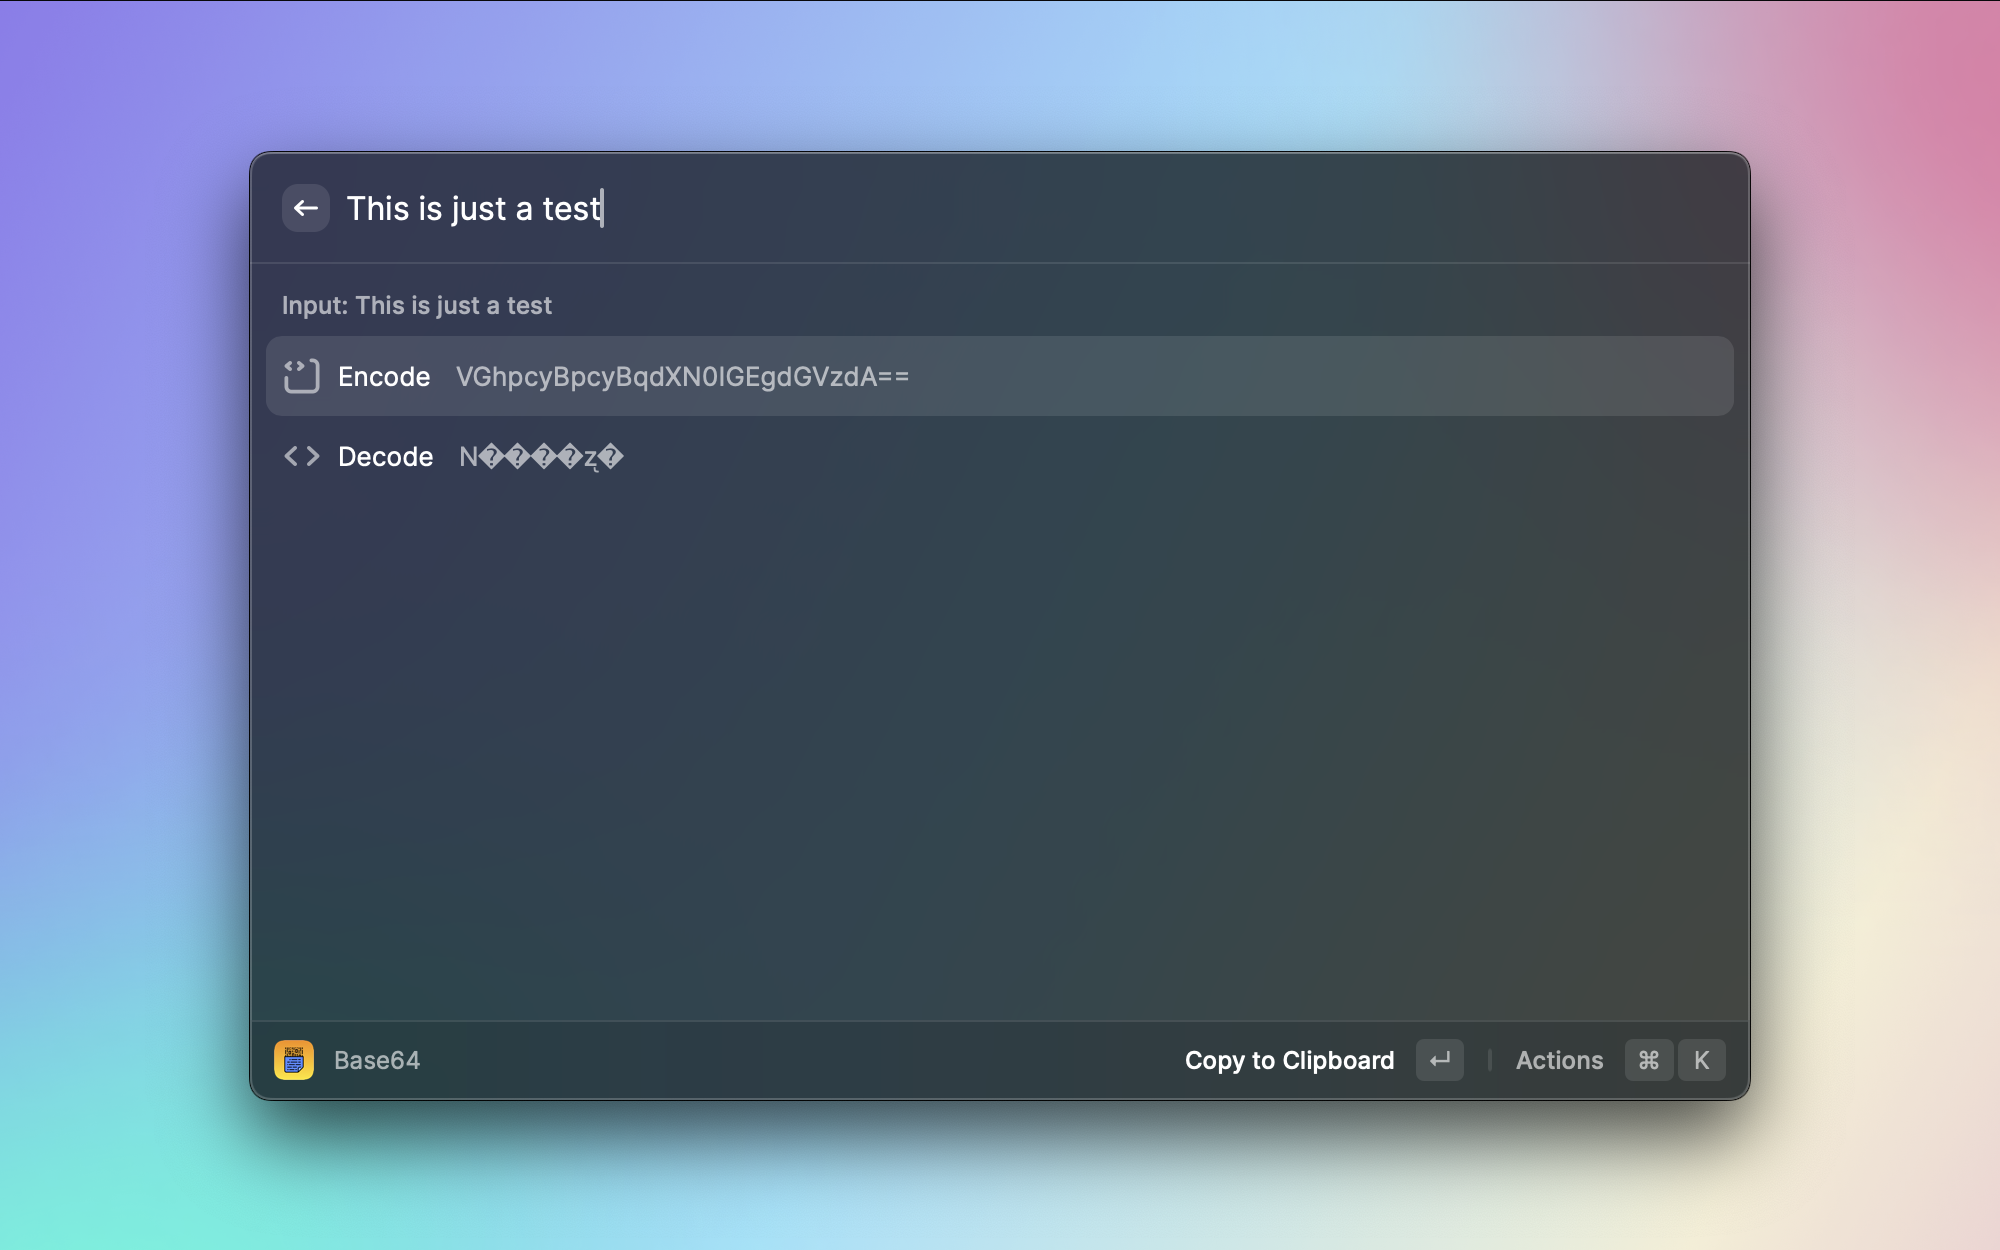 This is just a test
Input: This is just a test
Encode VGhpcyBpcyBqdXN0IGEgdGVzdA==
Decode N����ʐ�
Base64
Copy to Clipboard ↵ | Actions ⌘ K